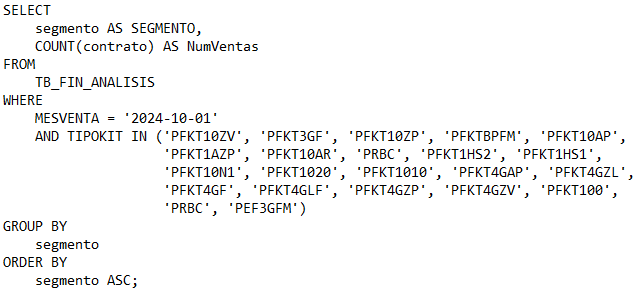 SELECT
    segmento AS SEGMENTO,
    COUNT(contrato) AS NumVentas
FROM
    TB_FIN_ANALISIS
WHERE
    MESVENTA = '2024-10-01'
    AND TIPOKIT IN ('PFKT10ZV', 'PFKT3GF', 'PFKT10ZP', 'PFKTBPFM', 'PFKT10AP',
                    'PFKT1AZP', 'PFKT10AR', 'PRBC', 'PFKT1HS2', 'PFKT1HS1',
                    'PFKT10N1', 'PFKT1020', 'PFKT1010', 'PFKT4GAP', 'PFKT4GZL',
                    'PFKT4GF', 'PFKT4GLF', 'PFKT4GZP', 'PFKT4GZV', 'PFKT100',
                    'PRBC', 'PEF3GFM')
GROUP BY
    segmento
ORDER BY
    segmento ASC;